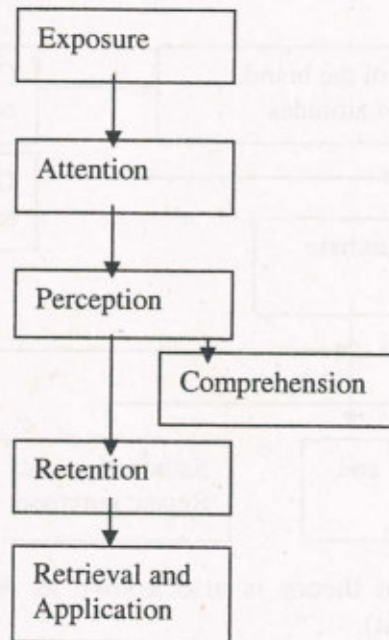 Exposure
Attention
Perception
Comprehension
Retention
Retrieval and
Application